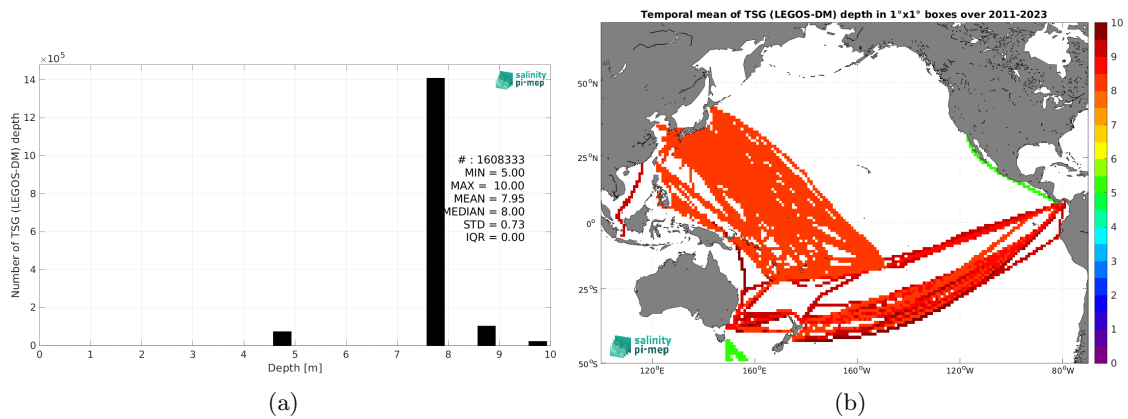 ×10⁵
14
12
10
8
6
4
2
0
Number of TSG (LEGOS-DM) depth
salinity
pi-mep
# : 1608333
MIN = 5.00
MAX = 10.00
MEAN = 7.95
MEDIAN = 8.00
STD = 0.73
IQR = 0.00
0 1 2 3 4 5 6 7 8 9 10
Depth [m]
(a)
Temporal mean of TSG (LEGOS-DM) depth in 1°x1° boxes over 2011-2023
50°N
25°N
0°
25°S
50°S
salinity
pi-mep
120°E 160°E 160°W 120°W 80°W
10
9
8
7
6
5
4
3
2
1
0
(b)